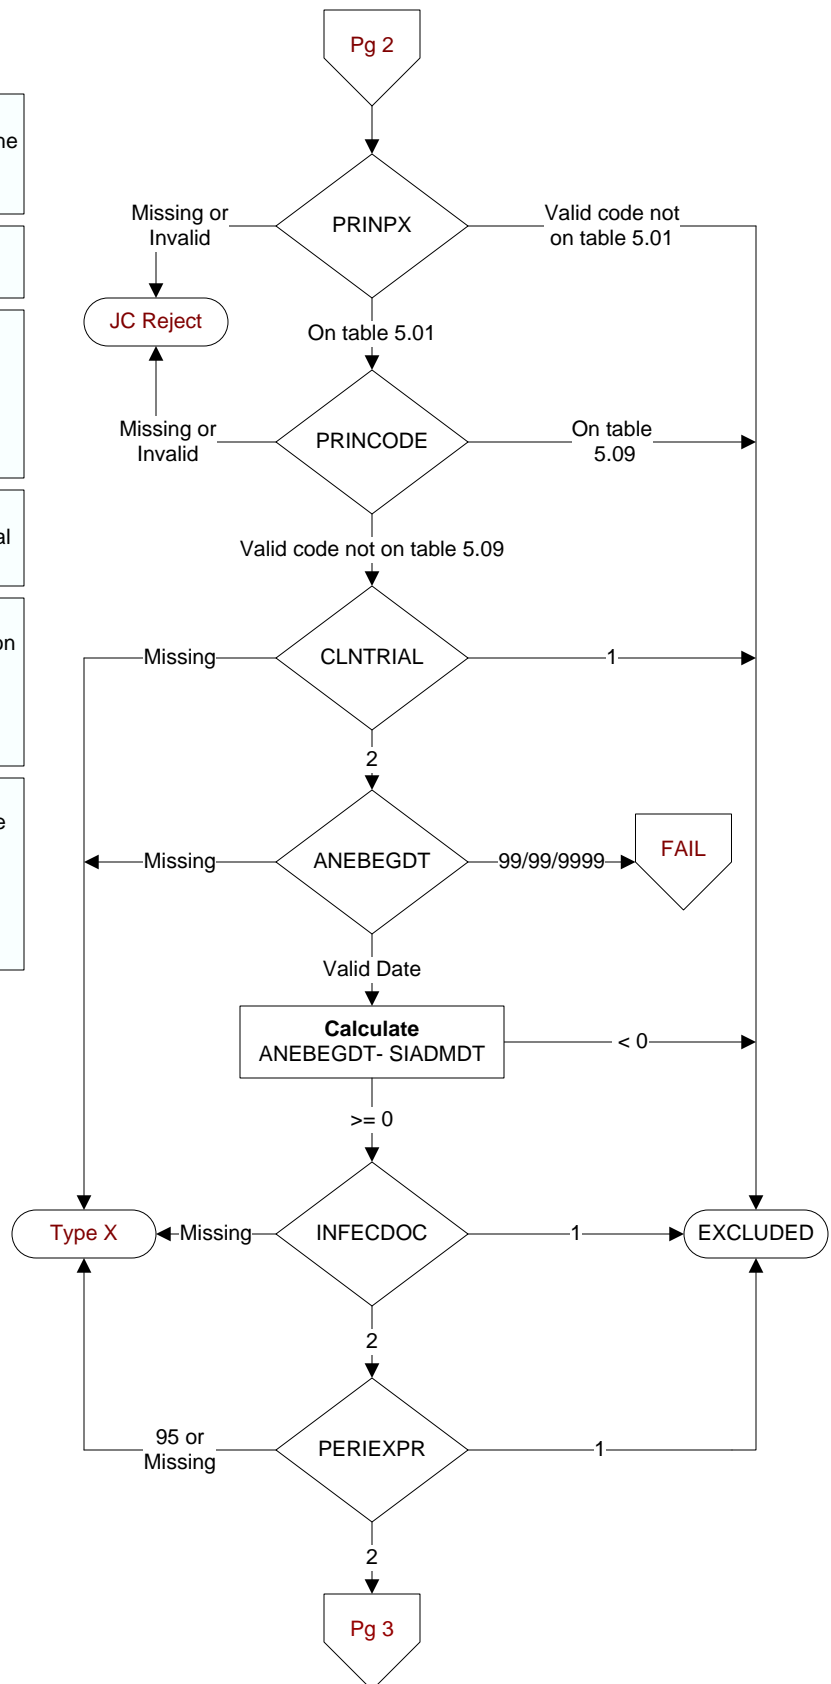 Pg 2
PRINPX
Missing or
Invalid
Valid code not
on table 5.01
JC Reject
On table 5.01
PRINCODE
Missing or
Invalid
On table
5.09
Valid code not on table 5.09
CLNTRIAL
Missing
1
2
ANEBEGDT
Missing
99/99/9999
FAIL
Valid Date
Calculate
ANEBEGDT- SIADMDT
< 0
>= 0
INFECDOC
Type X
Missing
1
EXCLUDED
2
PERIEXPR
95 or
Missing
1
2
Pg 3